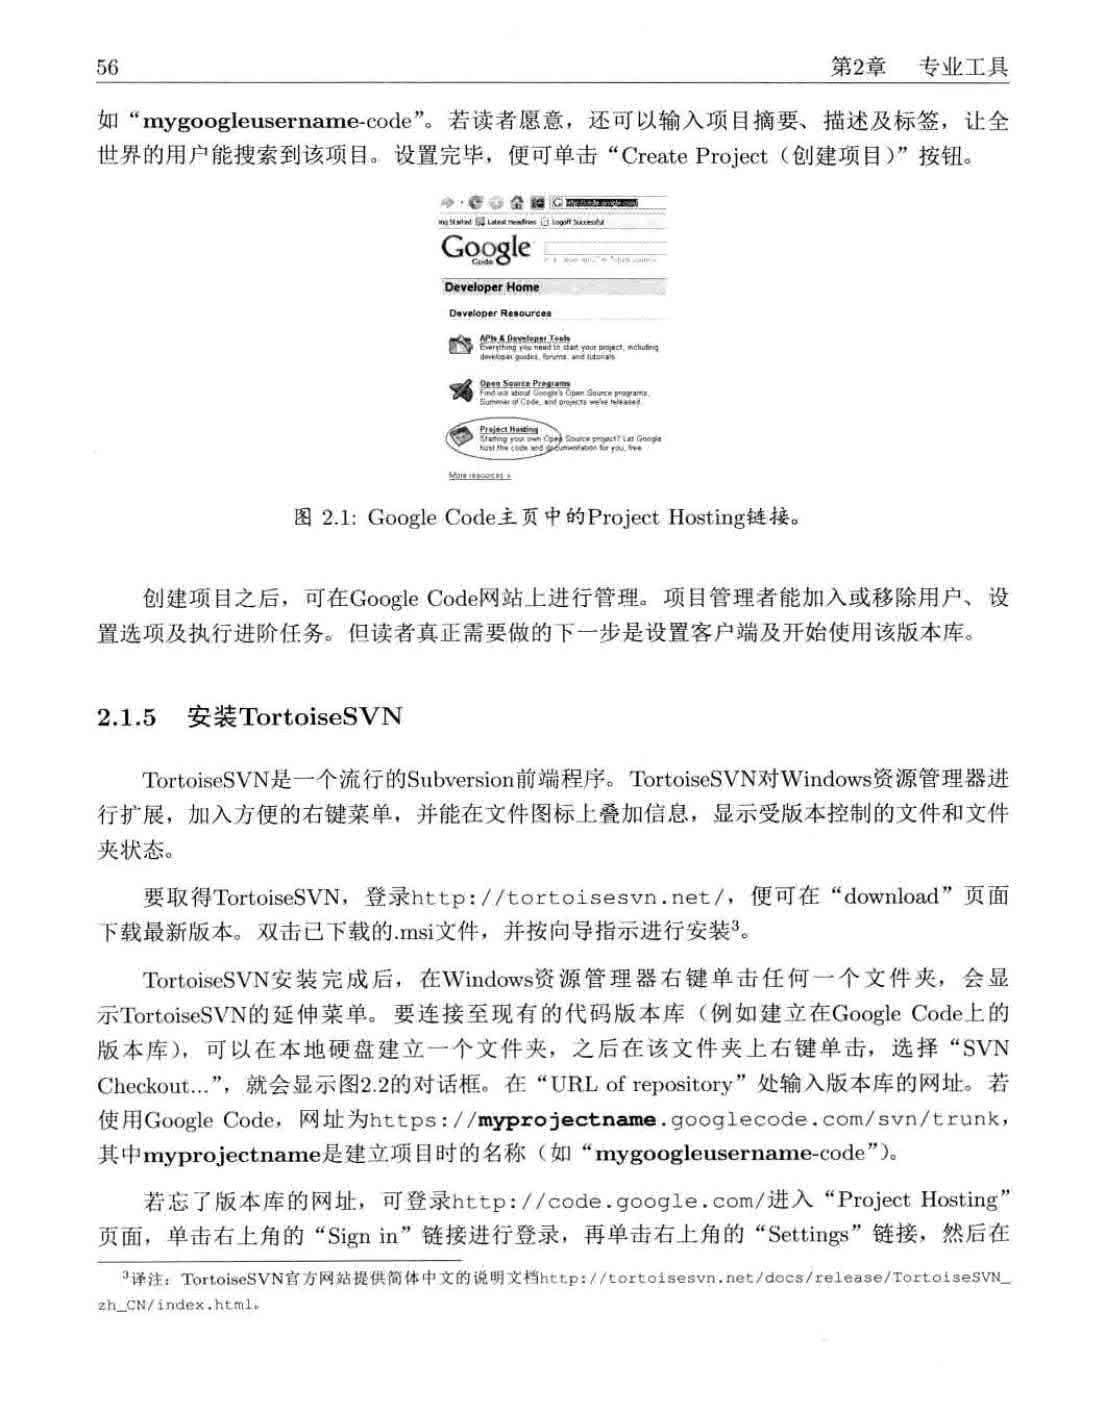 56
第2章 专业工具
如“mygoogleusername-code”。若读者愿意，还可以输入项目摘要、描述及标签，让全
世界的用户能搜索到该项目。设置完毕，便可单击“Create Project（创建项目）”按钮。
Latest Headlines
Google
Code
Developer Home
Developer Resources
APIs & Developer Tools
Everything you need to start your project, including
developer guides, forums, and tutorials
Open Source Programs
Find out about Google's Open Source programs,
Summer of Code, and projects we've released.
Project Hosting
Starting your own Open Source project? Let Google
host the code and documentation for you, free
More resources »
图 2.1: Google Code主页中的Project Hosting链接。
创建项目之后，可在Google Code网站上进行管理。项目管理者能加入或移除用户、设
置选项及执行进阶任务。但读者真正需要做的下一步是设置客户端及开始使用该版本库。
2.1.5 安装TortoiseSVN
TortoiseSVN是一个流行的Subversion前端程序。TortoiseSVN对Windows资源管理器进
行扩展，加入方便的右键菜单，并能在文件图标上叠加信息，显示受版本控制的文件和文件
夹状态。
要取得TortoiseSVN，登录http://tortoisesvn.net/，便可在“download”页面
下载最新版本。双击已下载的.msi文件，并按向导指示进行安装³。
TortoiseSVN安装完成后，在Windows资源管理器右键单击任何一个文件夹，会显
示TortoiseSVN的延伸菜单。要连接至现有的代码版本库（例如建立在Google Code上的
版本库），可以在本地硬盘建立一个文件夹，之后在该文件夹上右键单击，选择“SVN
Checkout...”，就会显示图2.2的对话框。在“URL of repository”处输入版本库的网址。若
使用Google Code，网址为https://myprojectname.googlecode.com/svn/trunk，
其中myprojectname是建立项目时的名称（如“mygoogleusername-code”）。
若忘了版本库的网址，可登录http://code.google.com/进入“Project Hosting”
页面，单击右上角的“Sign in”链接进行登录，再单击右上角的“Settings”链接，然后在
³译注：TortoiseSVN官方网站提供简体中文的说明文档http://tortoisesvn.net/docs/release/TortoiseSVN_
zh_CN/index.html。